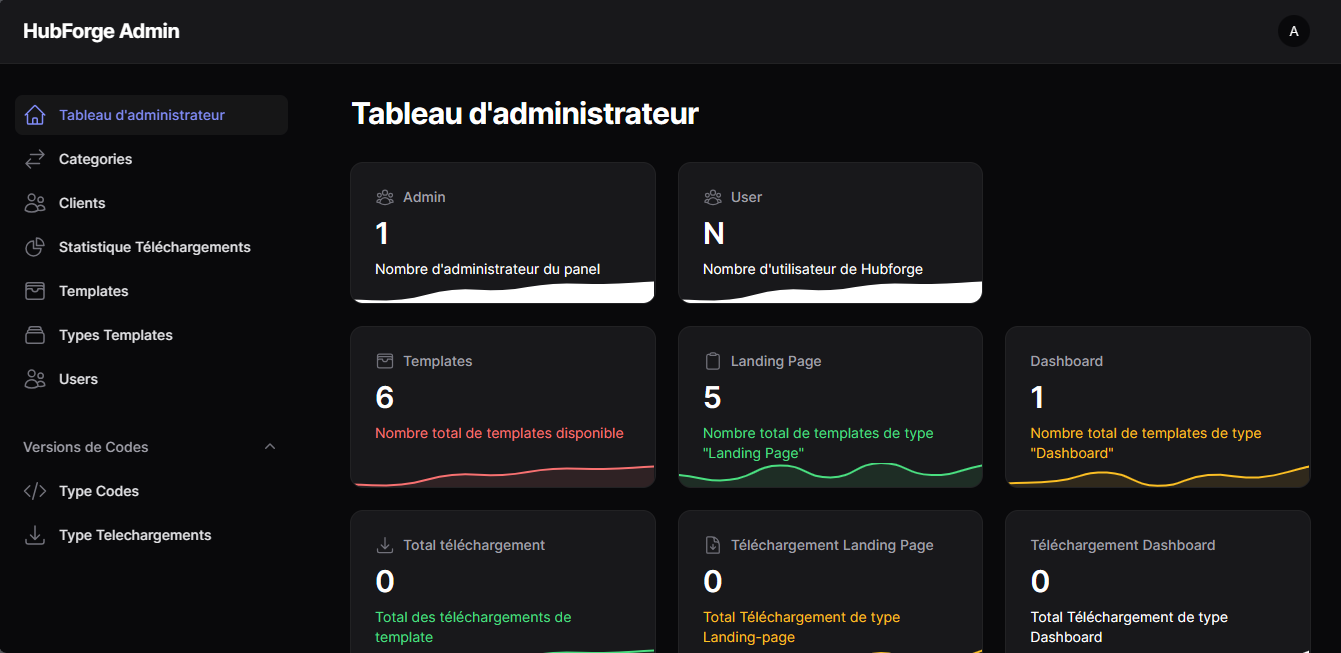 HubForge Admin
A
Tableau d'administrateur
Categories
Clients
Statistique Téléchargements
Templates
Types Templates
Users
Versions de Codes
Type Codes
Type Telechargements
Tableau d'administrateur
Admin
1
Nombre d'administrateur du panel
User
N
Nombre d'utilisateur de Hubforge
Templates
6
Nombre total de templates disponible
Landing Page
5
Nombre total de templates de type
"Landing Page"
Dashboard
1
Nombre total de templates de type
"Dashboard"
Total téléchargement
0
Total des téléchargements de
template
Téléchargement Landing Page
0
Total Téléchargement de type
Landing-page
Téléchargement Dashboard
0
Total Téléchargement de type
Dashboard